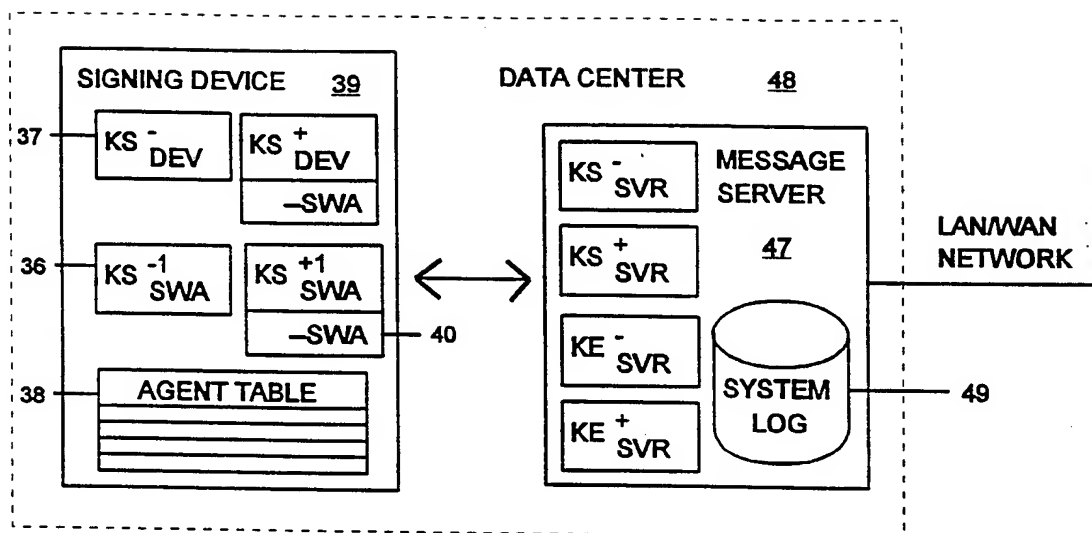 SIGNING DEVICE 39
37
KS - DEV
KS + DEV
–SWA
36
KS -1 SWA
KS +1 SWA
–SWA
40
38
AGENT TABLE
DATA CENTER 48
KS - SVR
KS + SVR
KE - SVR
KE + SVR
MESSAGE
SERVER
47
SYSTEM
LOG
49
LAN/WAN
NETWORK